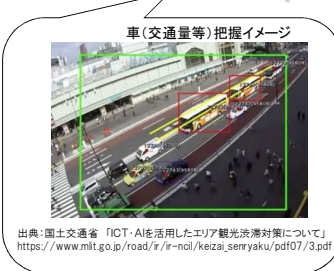 車(交通量等)把握イメージ
出典:国土交通省 「ICT・AIを活用したエリア観光渋滞対策について」
https://www.mlit.go.jp/road/ir/ir-ncil/keizai_senryaku/pdf07/3.pdf